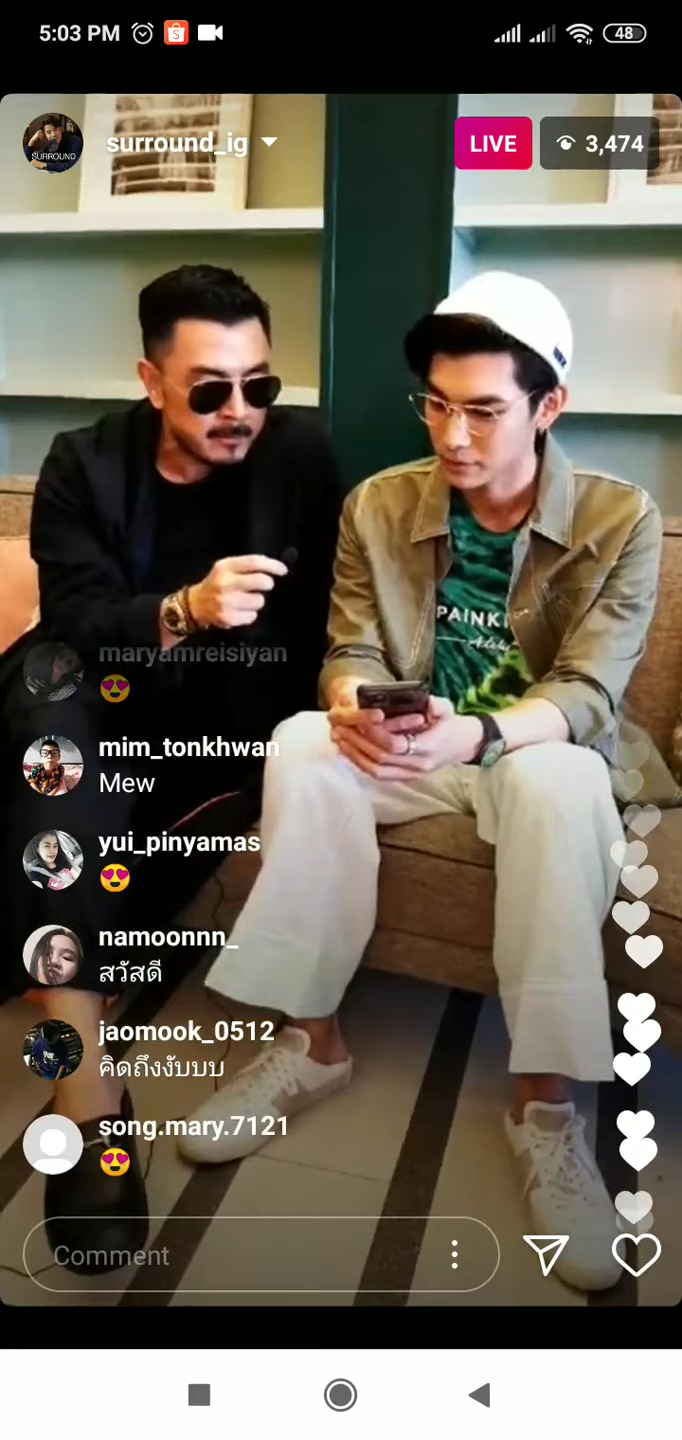 5:03 PM
48
SURROUND
surround_ig
LIVE
3,474
PAINK
maryamreisiyan
😍
mim_tonkhwan
Mew
yui_pinyamas
😍
namoonnn_
สวัสดี
jaomook_0512
คิดถึงงับบบ
song.mary.7121
😍
Comment